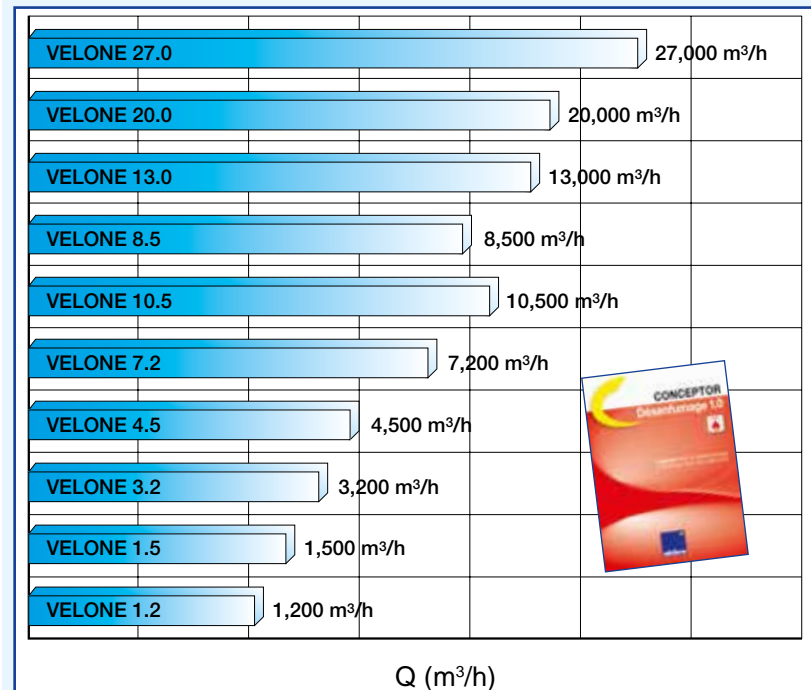 VELONE 27.0 27,000 m³/h
VELONE 20.0 20,000 m³/h
VELONE 13.0 13,000 m³/h
VELONE 8.5 8,500 m³/h
VELONE 10.5 10,500 m³/h
VELONE 7.2 7,200 m³/h
VELONE 4.5 4,500 m³/h
VELONE 3.2 3,200 m³/h
VELONE 1.5 1,500 m³/h
VELONE 1.2 1,200 m³/h
CONCEPTOR
Désenfumage 1.0
Q (m³/h)